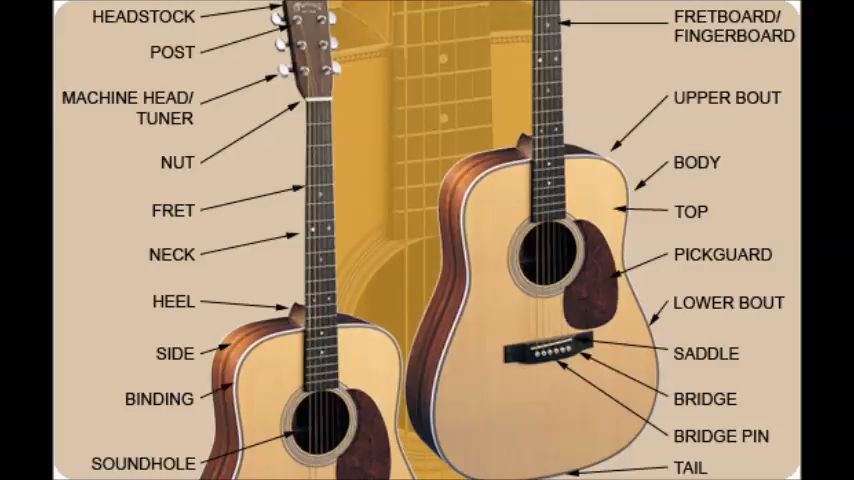 HEADSTOCK
POST
MACHINE HEAD/
TUNER
NUT
FRET
NECK
HEEL
SIDE
BINDING
SOUNDHOLE
FRETBOARD/
FINGERBOARD
UPPER BOUT
BODY
TOP
PICKGUARD
LOWER BOUT
SADDLE
BRIDGE
BRIDGE PIN
TAIL